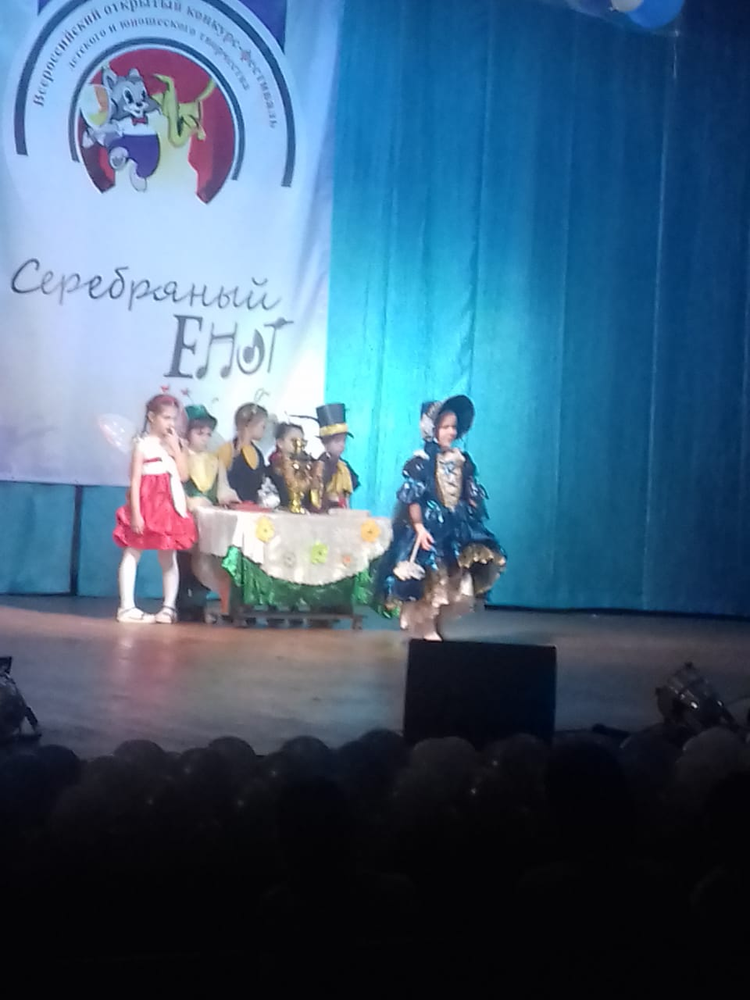 Всероссийский открытый конкурс-фестиваль
детского и юношеского творчества
Серебряный
ЕНОТ